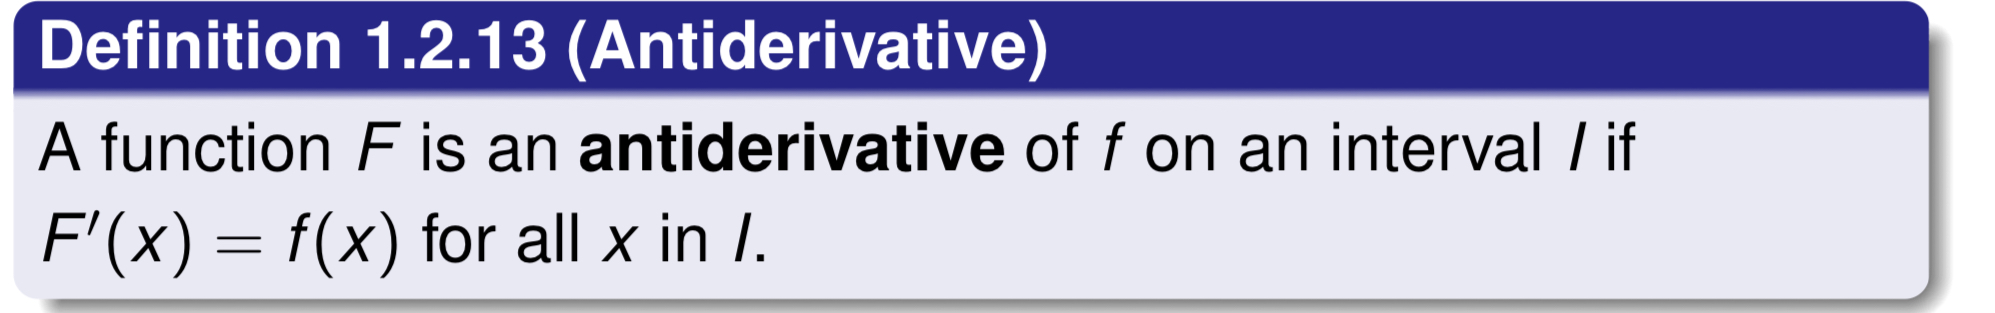 Definition 1.2.13 (Antiderivative)
A function F is an antiderivative of f on an interval I if
F′(x) = f(x) for all x in I.